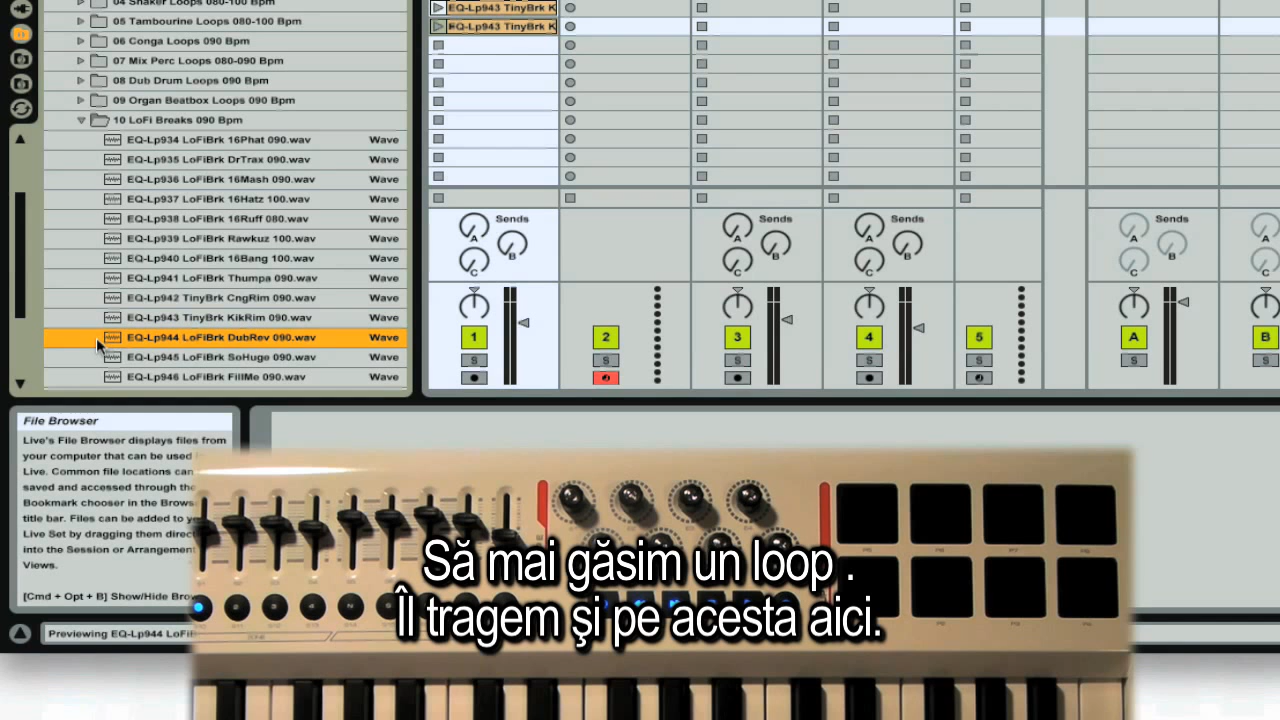 04 Shaker Loops 080-100 Bpm
05 Tambourine Loops 080-100 Bpm
06 Conga Loops 090 Bpm
07 Mix Perc Loops 080-090 Bpm
08 Dub Drum Loops 090 Bpm
09 Organ Beatbox Loops 090 Bpm
10 LoFi Breaks 090 Bpm
EQ-Lp934 LoFiBrk 16Phat 090.wav Wave
EQ-Lp935 LoFiBrk DrTrax 090.wav Wave
EQ-Lp936 LoFiBrk 16Mash 090.wav Wave
EQ-Lp937 LoFiBrk 16Hatz 100.wav Wave
EQ-Lp938 LoFiBrk 16Ruff 080.wav Wave
EQ-Lp939 LoFiBrk Rawkuz 100.wav Wave
EQ-Lp940 LoFiBrk 16Bang 100.wav Wave
EQ-Lp941 LoFiBrk Thumpa 090.wav Wave
EQ-Lp942 TinyBrk CngRim 090.wav Wave
EQ-Lp943 TinyBrk KikRim 090.wav Wave
EQ-Lp944 LoFiBrk DubRev 090.wav Wave
EQ-Lp945 LoFiBrk SoHuge 090.wav Wave
EQ-Lp946 LoFiBrk FillMe 090.wav Wave
EQ-Lp943 TinyBrk K
EQ-Lp943 TinyBrk K
Sends Sends Sends Sends
A B C A B C A B C A B C A C
1 2 3 4 5 A B
S S S S S S S
File Browser
Live's File Browser displays files from
your computer that can be used i
Live. Common file locations can
saved and accessed through the
Bookmark chooser in the Brows
title bar. Files can be added to y
Live Set by dragging them direc
into the Session or Arrangement
Views.
[Cmd + Opt + B] Show/Hide Brow
Previewing EQ-Lp944 LoFiB
Să mai găsim un loop .
Îl tragem şi pe acesta aici.